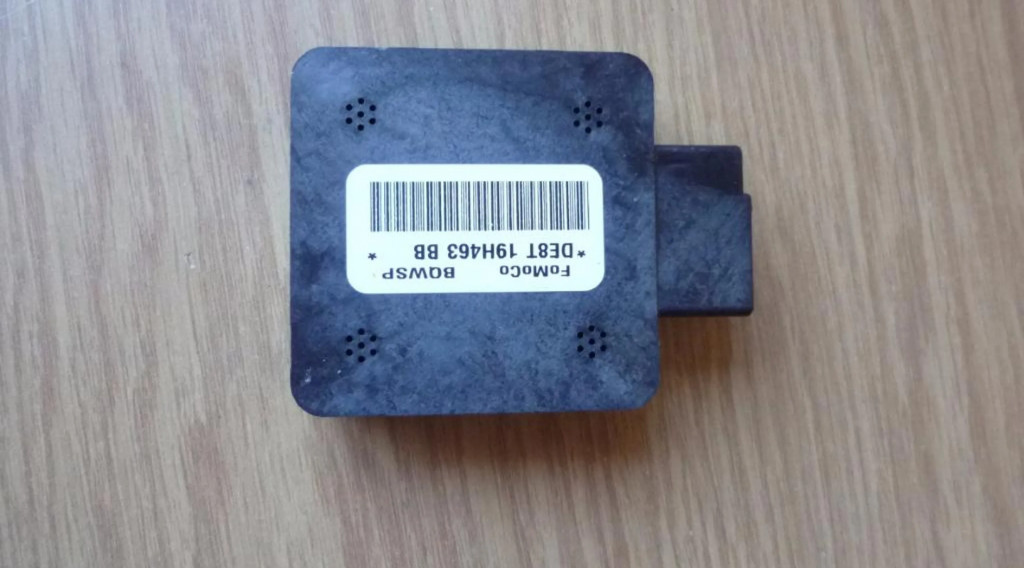 FoMoCo BQWSP
*DE8T 19H463 BB *